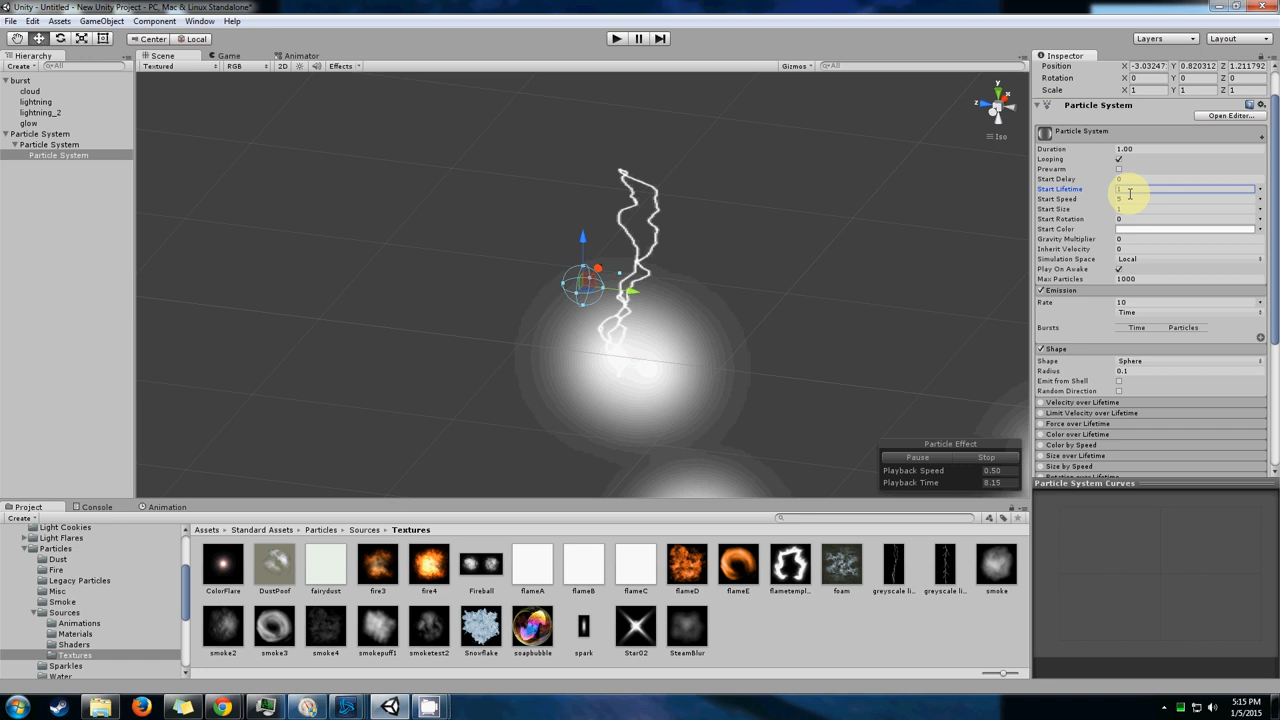 Unity - Untitled - New Unity Project - PC, Mac & Linux Standalone*
File Edit Assets GameObject Component Window Help
Center Local Layers Layout
Hierarchy Scene Game Animator Inspector
Create All Textured RGB 2D Effects Gizmos All
burst
cloud
lightning
lightning_2
glow
Particle System
Particle System
Particle System
y
x
z
Iso
Position X -3.03247 Y 0.820312 Z 1.211792
Rotation X 0 Y 0 Z 0
Scale X 1 Y 1 Z 1
Particle System
Open Editor...
Particle System
Duration 1.00
Looping
Prewarm
Start Delay 0
Start Lifetime 1
Start Speed 5
Start Size 1
Start Rotation 0
Start Color
Gravity Multiplier 0
Inherit Velocity 0
Simulation Space Local
Play On Awake
Max Particles 1000
Emission
Rate 10
Time
Bursts Time Particles
Shape
Shape Sphere
Radius 0.1
Emit from Shell
Random Direction
Velocity over Lifetime
Limit Velocity over Lifetime
Force over Lifetime
Color over Lifetime
Color by Speed
Size over Lifetime
Size by Speed
Rotation over Lifetime
Particle System Curves
Particle Effect
Pause Stop
Playback Speed 0.50
Playback Time 8.15
Project Console Animation
Create
Light Cookies
Light Flares
Particles
Dust
Fire
Legacy Particles
Misc
Smoke
Sources
Animations
Materials
Shaders
Textures
Sparkles
Water
Assets Standard Assets Particles Sources Textures
ColorFlare DustPoof fairydust fire3 fire4 Fireball flameA flameB flameC flameD flameE flametempl... foam greyscale li... greyscale li... smoke
smoke2 smoke3 smoke4 smokepuff1 smoketest2 Snowflake soapbubble spark Star02 SteamBlur
5:15 PM
1/5/2015